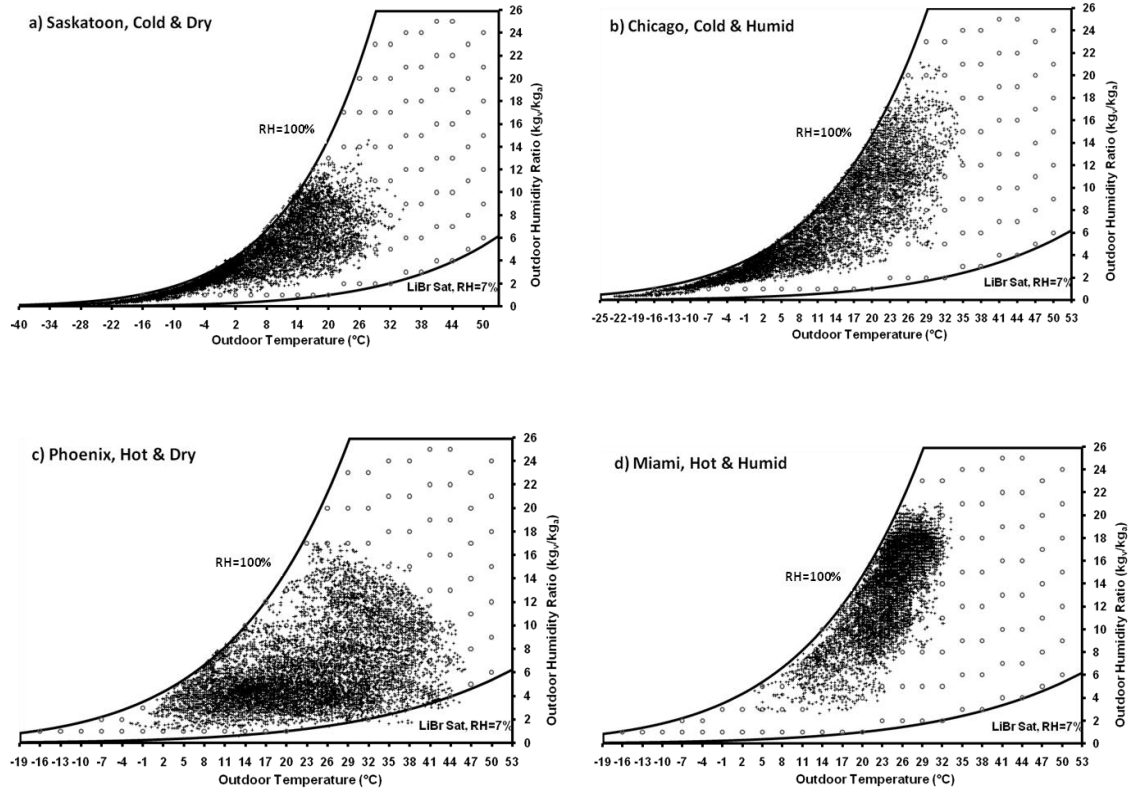 a) Saskatoon, Cold & Dry
RH=100%
LiBr Sat, RH=7%
26
24
22
20
18
16
14
12
10
8
6
4
2
0
Outdoor Humidity Ratio (kgv/kga)
-40 -34 -28 -22 -16 -10 -4 2 8 14 20 26 32 38 44 50
Outdoor Temperature (°C)
b) Chicago, Cold & Humid
RH=100%
LiBr Sat, RH=7%
26
24
22
20
18
16
14
12
10
8
6
4
2
0
Outdoor Humidity Ratio (kgv/kga)
-25 -22 -19 -16 -13 -10 -7 -4 -1 2 5 8 11 14 17 20 23 26 29 32 35 38 41 44 47 50 53
Outdoor Temperature (°C)
c) Phoenix, Hot & Dry
RH=100%
LiBr Sat, RH=7%
26
24
22
20
18
16
14
12
10
8
6
4
2
0
Outdoor Humidity Ratio (kgv/kga)
-19 -16 -13 -10 -7 -4 -1 2 5 8 11 14 17 20 23 26 29 32 35 38 41 44 47 50 53
Outdoor Temperature (°C)
d) Miami, Hot & Humid
RH=100%
LiBr Sat, RH=7%
26
24
22
20
18
16
14
12
10
8
6
4
2
0
Outdoor Humidity Ratio (kgv/kga)
-19 -16 -13 -10 -7 -4 -1 2 5 8 11 14 17 20 23 26 29 32 35 38 41 44 47 50 53
Outdoor Temperature (°C)